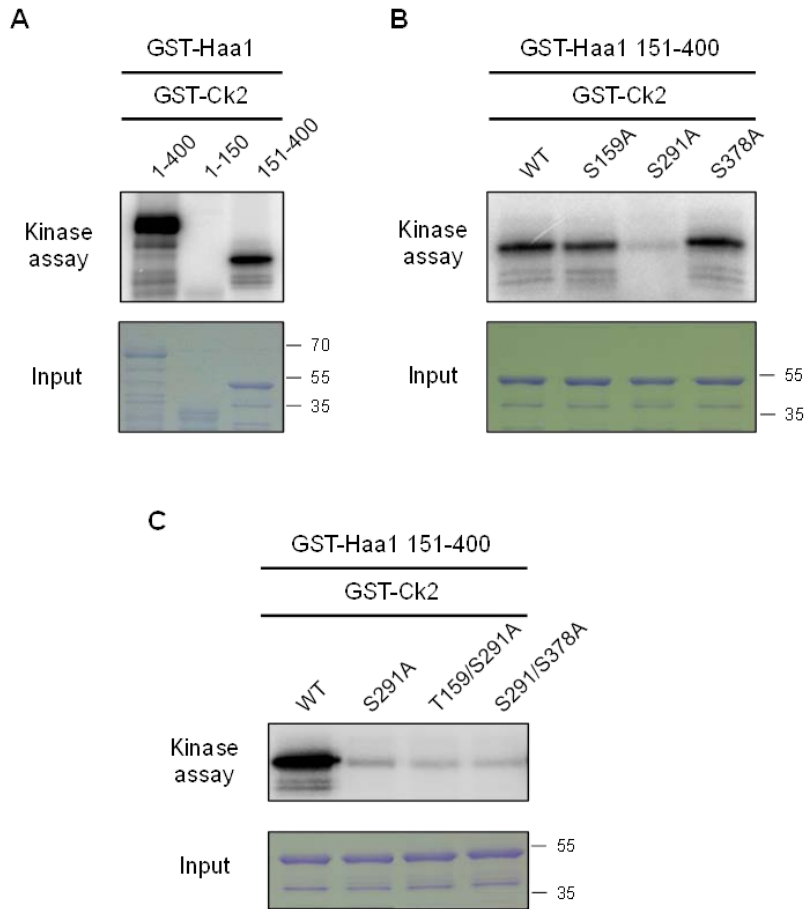 A
GST-Haa1
GST-Ck2
1-400 1-150 151-400
Kinase
assay
Input
70
55
35
B
GST-Haa1 151-400
GST-Ck2
WT S159A S291A S378A
Kinase
assay
Input
55
35
C
GST-Haa1 151-400
GST-Ck2
WT S291A T159/S291A S291/S378A
Kinase
assay
Input
55
35